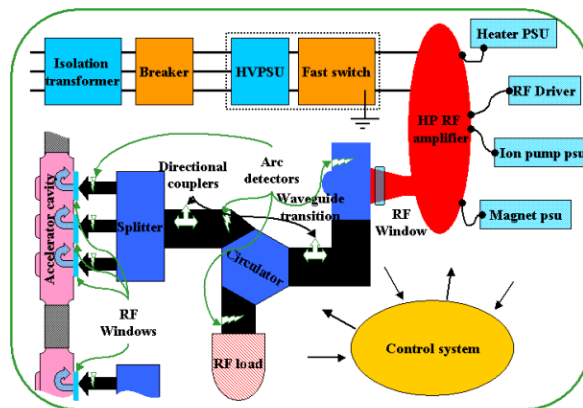 Heater PSU
Isolation
transformer
Breaker
HVPSU
Fast switch
RF Driver
HP RF
amplifier
Ion pump psu
Directional
couplers
Arc
detectors
Waveguide
transition
Magnet psu
RF
Window
Accelerator cavity
Splitter
Circulator
RF
Windows
RF load
Control system